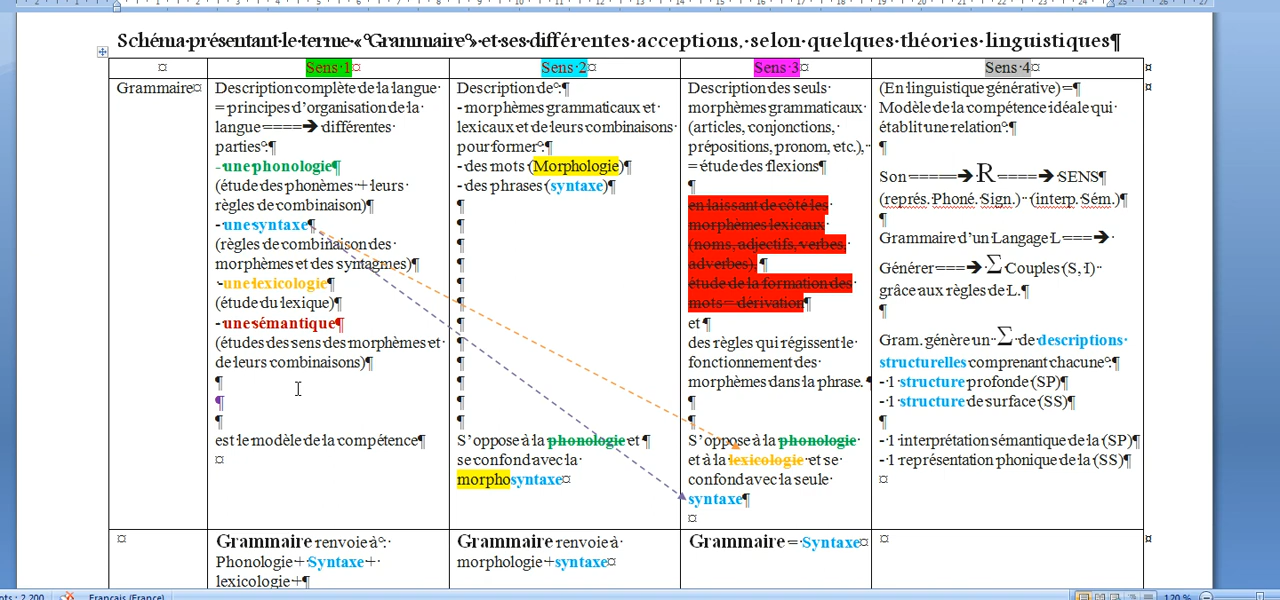 Schéma présentant le terme « Grammaire » et ses différentes acceptions, selon quelques théories linguistiques¶
Sens 1
Sens 2
Sens 3
Sens 4
Grammaire
Description complète de la langue
= principes d'organisation de la
langue ====➔ différentes
parties :¶
- une phonologie¶
(étude des phonèmes + leurs
règles de combinaison)¶
- une syntaxe¶
(règles de combinaison des
morphèmes et des syntagmes)¶
-une lexicologie¶
(étude du lexique)¶
- une sémantique¶
(études des sens des morphèmes et
de leurs combinaisons)¶
¶
¶
¶
est le modèle de la compétence¶
Description de :¶
- morphèmes grammaticaux et
lexicaux et de leurs combinaisons
pour former :¶
- des mots (Morphologie)¶
- des phrases (syntaxe)¶
¶
¶
¶
¶
¶
¶
¶
¶
¶
¶
¶
¶
S'oppose à la phonologie et ¶
se confond avec la
morphosyntaxe
Description des seuls
morphèmes grammaticaux
(articles, conjonctions,
prépositions, pronom, etc.),
= étude des flexions¶
¶
en laissant de côté les
morphèmes lexicaux
(noms, adjectifs, verbes,
adverbes), ¶
étude de la formation des
mots = dérivation¶
et ¶
des règles qui régissent le
fonctionnement des
morphèmes dans la phrase. ¶
¶
¶
S'oppose à la phonologie
et à la lexicologie et se
confond avec la seule
syntaxe¶
(En linguistique générative) =¶
Modèle de la compétence idéale qui
établit une relation :¶
¶
Son =====➔ R ====➔ SENS¶
(représ. Phoné. Sign.) (interp. Sém.)¶
¶
Grammaire d'un Langage L ===➔
Générer===➔ ∑ Couples (S, I)
grâce aux règles de L.¶
¶
Gram. génère un ∑ de descriptions
structurelles comprenant chacune :¶
- 1 structure profonde (SP)¶
- 1 structure de surface (SS)¶
¶
- 1 interprétation sémantique de la (SP)¶
- 1 représentation phonique de la (SS)¶
Grammaire renvoie à :
Phonologie + Syntaxe +
lexicologie +¶
Grammaire renvoie à
morphologie + syntaxe
Grammaire = Syntaxe
: 2 200
Français (France)
120 %